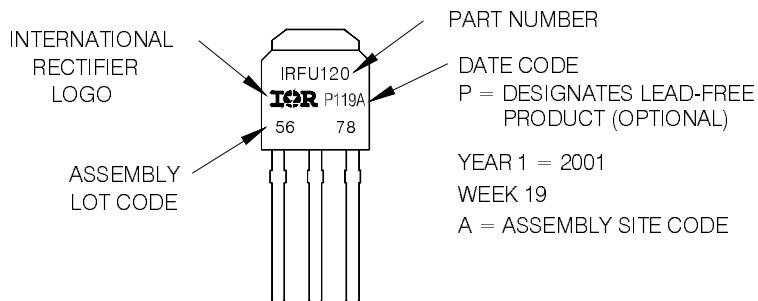 INTERNATIONAL
RECTIFIER
LOGO
ASSEMBLY
LOT CODE
IRFU120
IOR P119A
56 78
PART NUMBER
DATE CODE
P = DESIGNATES LEAD-FREE
PRODUCT (OPTIONAL)
YEAR 1 = 2001
WEEK 19
A = ASSEMBLY SITE CODE